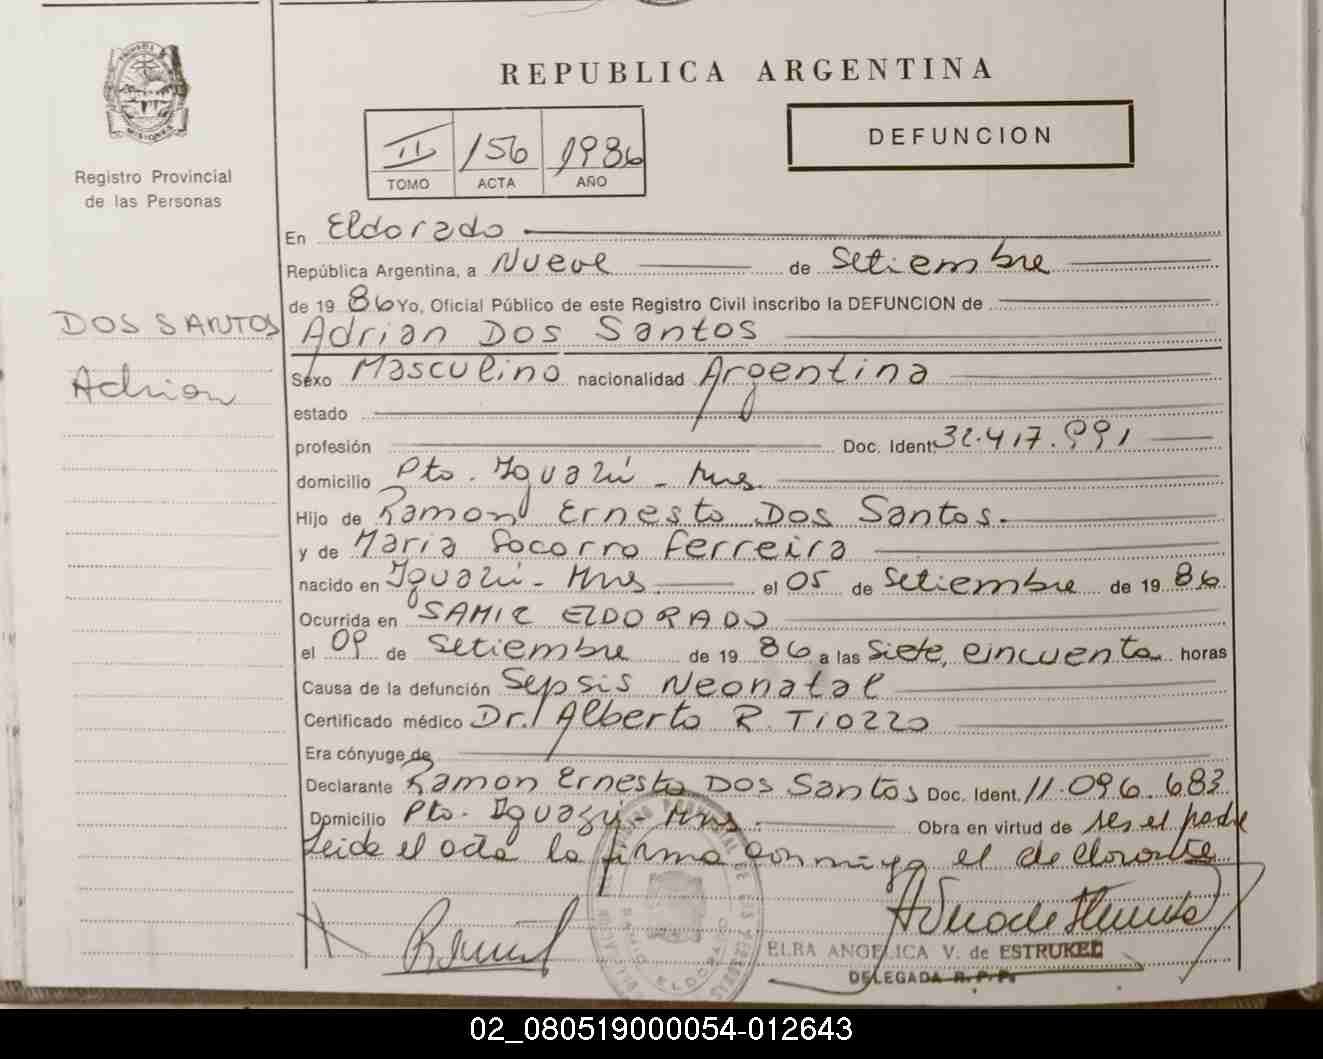 REPUBLICA ARGENTINA
MISIONES
Registro Provincial
de las Personas
II 156 1986
TOMO ACTA AÑO
DEFUNCION
En Eldorado
República Argentina, a Nueve de Setiembre
de 19 86 Yo, Oficial Público de este Registro Civil inscribo la DEFUNCION de
DOS SANTOS
Adrian
Adrian Dos Santos
Sexo Masculino nacionalidad Argentina
estado
profesión Doc. Ident. 32.417.991
domicilio Pto. Iguazú - Mns.
Hijo de Ramon Ernesto Dos Santos.
y de Maria Socorro Ferreira
nacido en Iguazú - Mns. el 05 de Setiembre de 19 86.
Ocurrida en SAMIC ELDORADO
el 09 de Setiembre de 19 86 a las Siete, cincuenta horas
Causa de la defunción Sepsis Neonatal
Certificado médico Dr. Alberto R. Tiozzo
Era cónyuge de
Declarante Ramon Ernesto Dos Santos Doc. Ident. 11.096.683
Domicilio Pto. Iguazú - Mns. Obra en virtud de ser el padre
Leida el acta la firma conmigo el declarante
ELBA ANGELICA V. de ESTRUKEL
DELEGADA R.P.P.
02_080519000054-012643